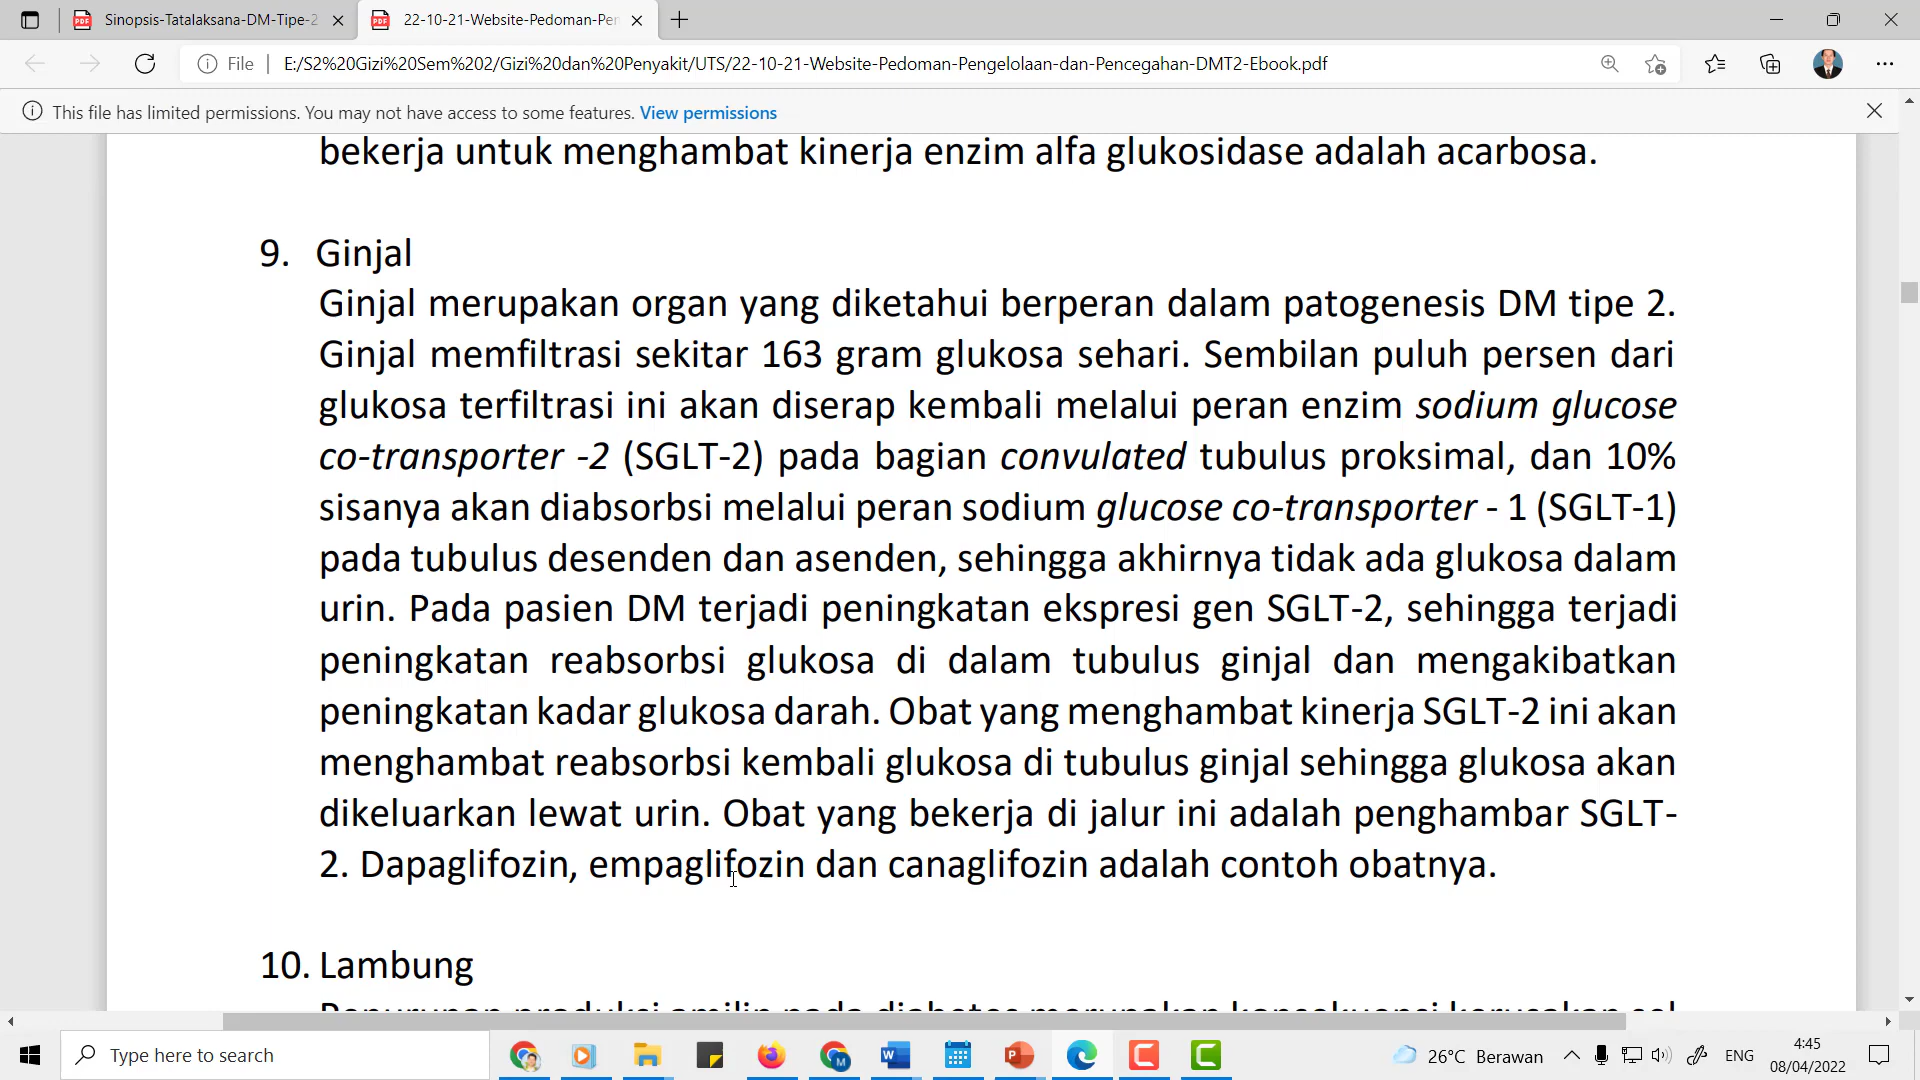 Sinopsis-Tatalaksana-DM-Tipe-2
22-10-21-Website-Pedoman-Pen
File
E:/S2%20Gizi%20Sem%202/Gizi%20dan%20Penyakit/UTS/22-10-21-Website-Pedoman-Pengelolaan-dan-Pencegahan-DMT2-Ebook.pdf
This file has limited permissions. You may not have access to some features. View permissions
bekerja untuk menghambat kinerja enzim alfa glukosidase adalah acarbosa.
9. Ginjal
Ginjal merupakan organ yang diketahui berperan dalam patogenesis DM tipe 2.
Ginjal memfiltrasi sekitar 163 gram glukosa sehari. Sembilan puluh persen dari
glukosa terfiltrasi ini akan diserap kembali melalui peran enzim sodium glucose
co-transporter -2 (SGLT-2) pada bagian convulated tubulus proksimal, dan 10%
sisanya akan diabsorbsi melalui peran sodium glucose co-transporter - 1 (SGLT-1)
pada tubulus desenden dan asenden, sehingga akhirnya tidak ada glukosa dalam
urin. Pada pasien DM terjadi peningkatan ekspresi gen SGLT-2, sehingga terjadi
peningkatan reabsorbsi glukosa di dalam tubulus ginjal dan mengakibatkan
peningkatan kadar glukosa darah. Obat yang menghambat kinerja SGLT-2 ini akan
menghambat reabsorbsi kembali glukosa di tubulus ginjal sehingga glukosa akan
dikeluarkan lewat urin. Obat yang bekerja di jalur ini adalah penghambar SGLT-
2. Dapaglifozin, empaglifozin dan canaglifozin adalah contoh obatnya.
10. Lambung
Penurunan produksi amilin pada diabetes merupakan konsekuensi kerusakan sel
Type here to search
26°C Berawan
ENG
4:45
08/04/2022